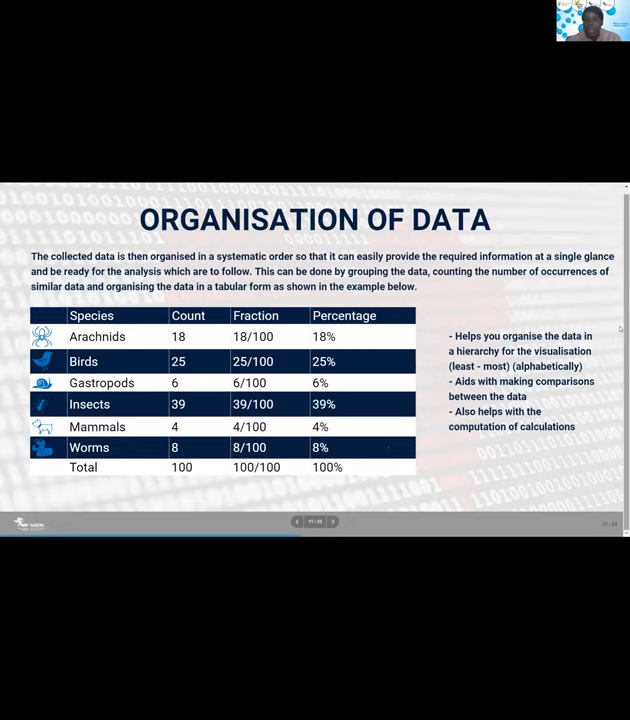 ORGANISATION OF DATA
The collected data is then organised in a systematic order so that it can easily provide the required information at a single glance
and be ready for the analysis which are to follow. This can be done by grouping the data, counting the number of occurrences of
similar data and organising the data in a tabular form as shown in the example below.
Species Count Fraction Percentage
Arachnids 18 18/100 18%
Birds 25 25/100 25%
Gastropods 6 6/100 6%
Insects 39 39/100 39%
Mammals 4 4/100 4%
Worms 8 8/100 8%
Total 100 100/100 100%
- Helps you organise the data in
a hierarchy for the visualisation
(least - most) (alphabetically)
- Aids with making comparisons
between the data
- Also helps with the
computation of calculations
11 / 23
11 / 23